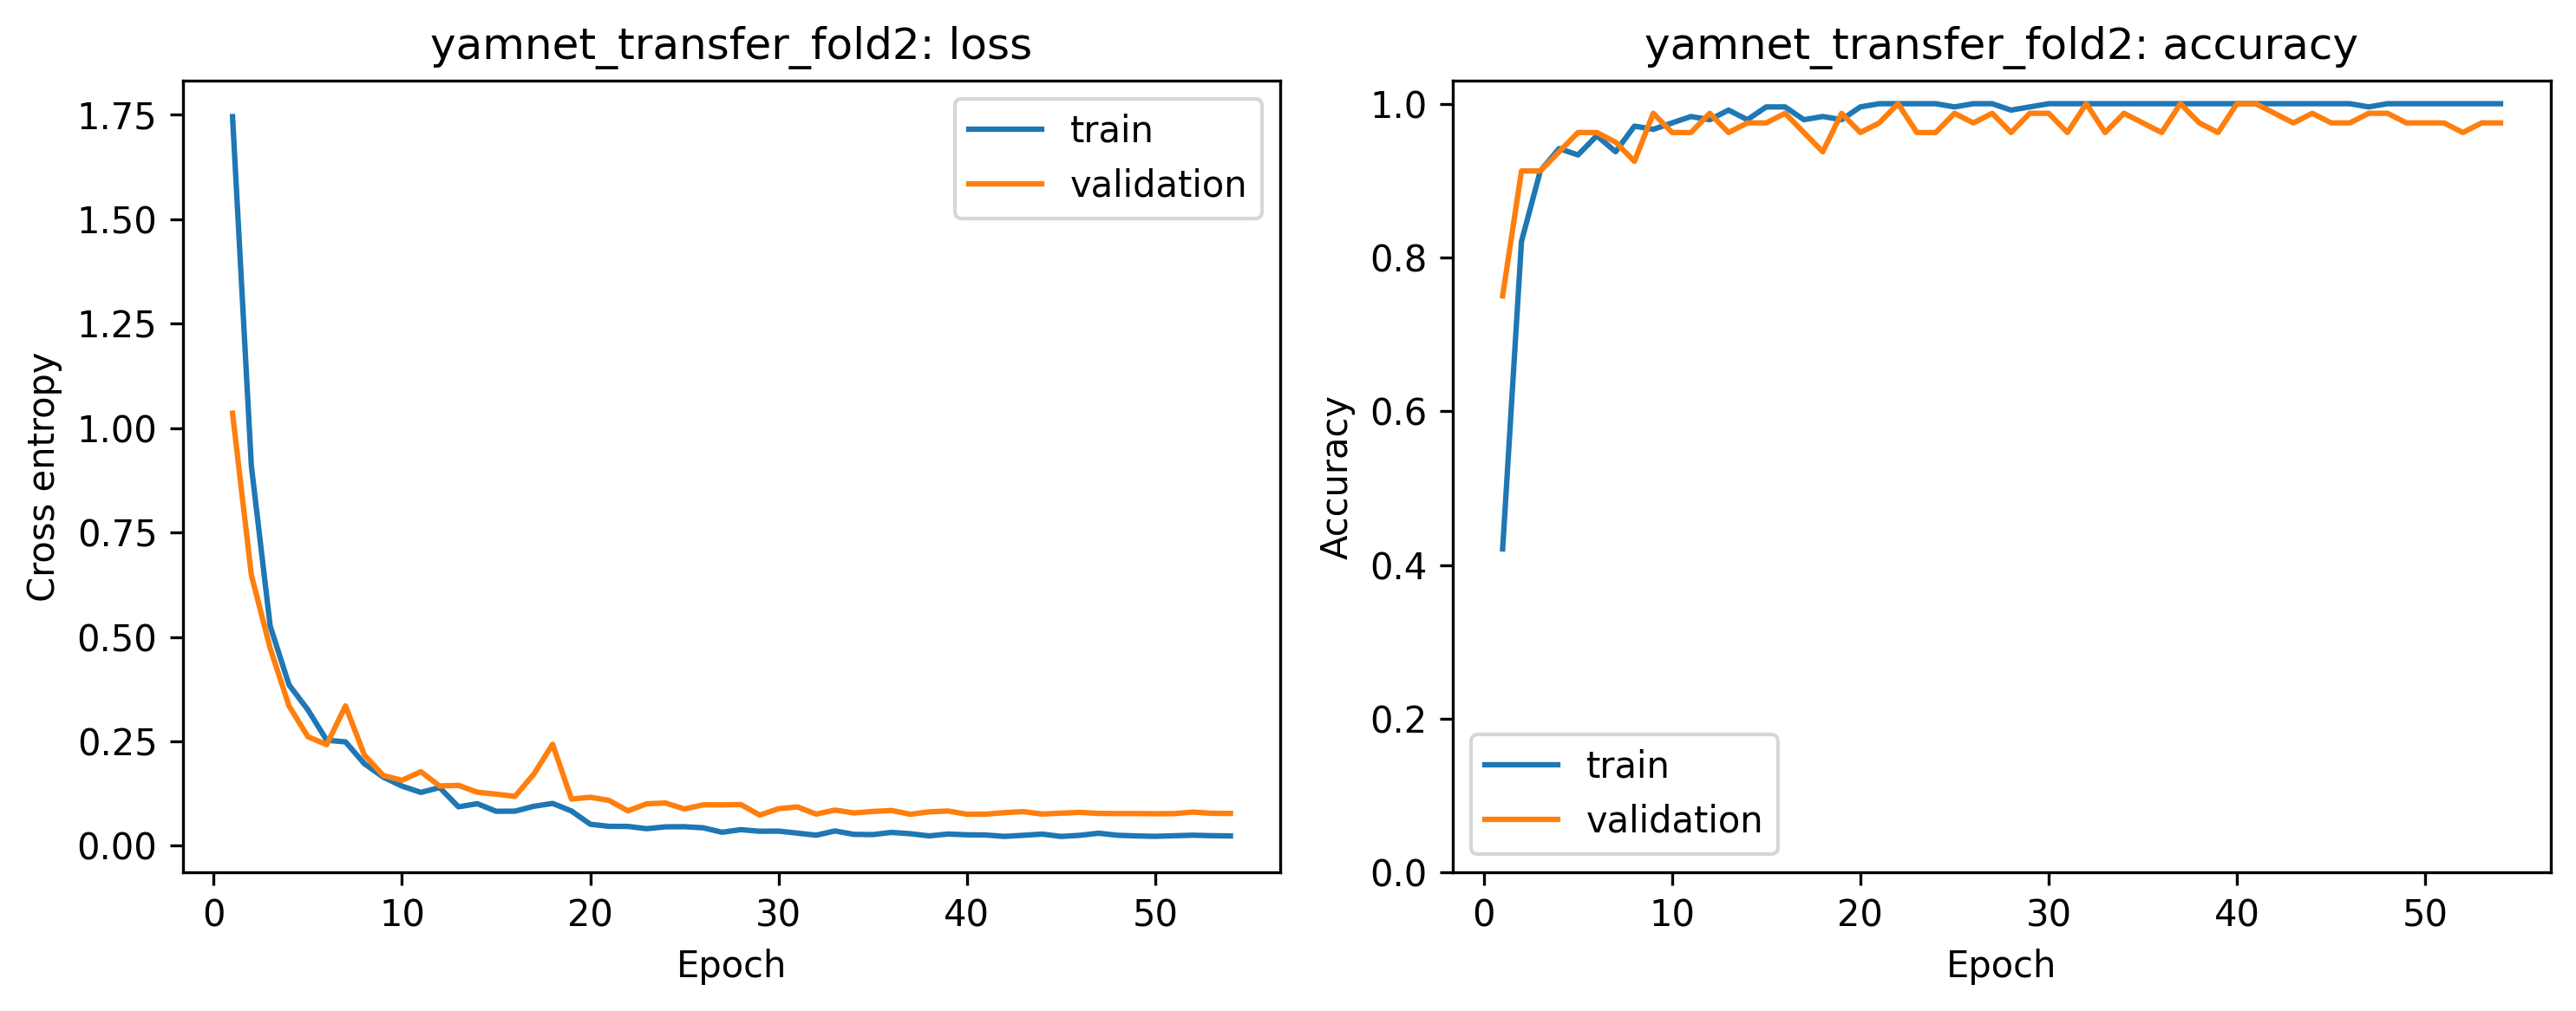 yamnet_transfer_fold2: loss
1.75
1.50
1.25
1.00
0.75
0.50
0.25
0.00
Cross entropy
train
validation
0 10 20 30 40 50
Epoch
yamnet_transfer_fold2: accuracy
1.0
0.8
0.6
0.4
0.2
0.0
Accuracy
train
validation
0 10 20 30 40 50
Epoch